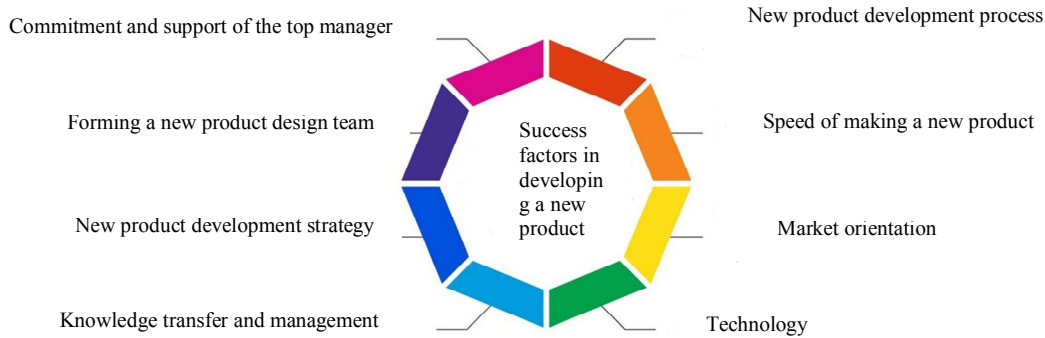 Commitment and support of the top manager
New product development process
Forming a new product design team
Speed of making a new product
Success
factors in
developin
g a new
product
New product development strategy
Market orientation
Knowledge transfer and management
Technology